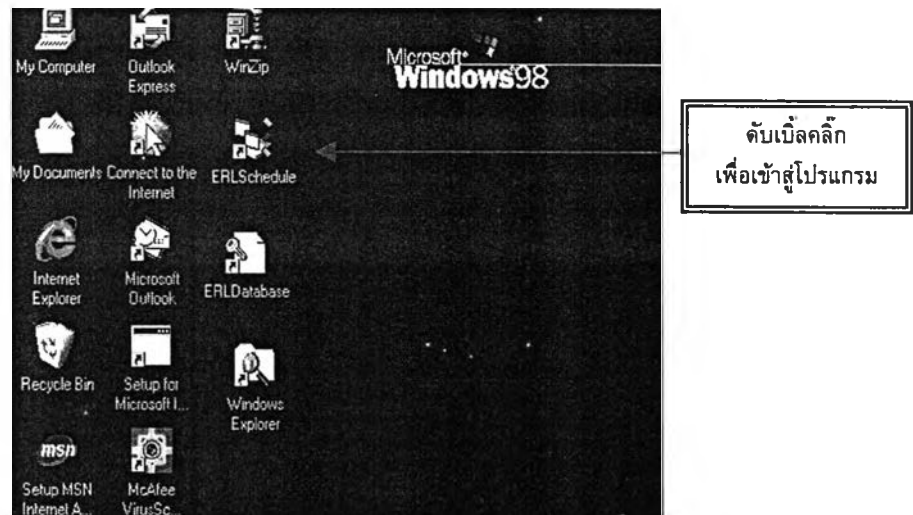 My Computer
Outlook
Express
WinZip
Microsoft
Windows 98
My Documents
Connect to the
Internet
ERLSchedule
ดับเบิ้ลคลิ๊ก
เพื่อเข้าสู่โปรแกรม
Internet
Explorer
Microsoft
Outlook
ERLDatabase
Recycle Bin
Setup for
Microsoft I...
Windows
Explorer
msn
Setup MSN
Internet A...
McAfee
VirusSc...